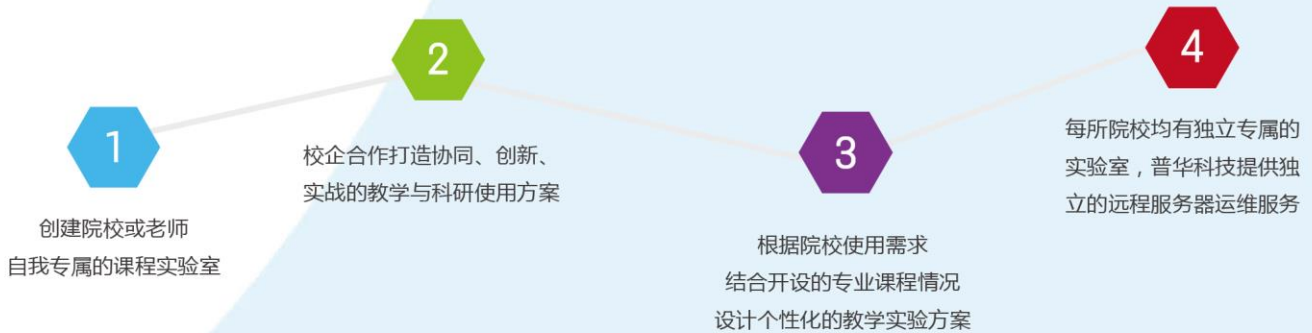 1
创建院校或老师
自我专属的课程实验室
2
校企合作打造协同、创新、
实战的教学与科研使用方案
3
根据院校使用需求
结合开设的专业课程情况
设计个性化的教学实验方案
4
每所院校均有独立专属的
实验室，普华科技提供独
立的远程服务器运维服务